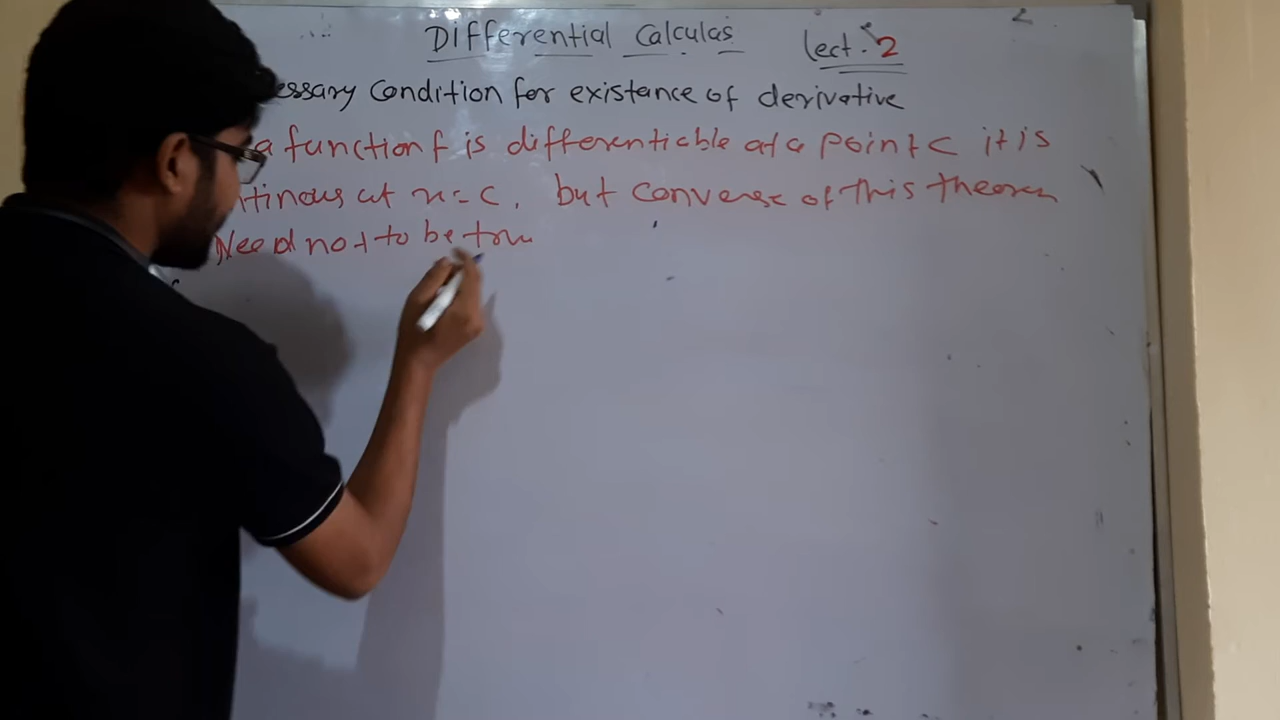 Differential Calculas Lect. 2
essary Condition for existance of derivative
a function f is differentiable at a point c it is
tinous at x = c, but converse of this theorem
Need not to be true